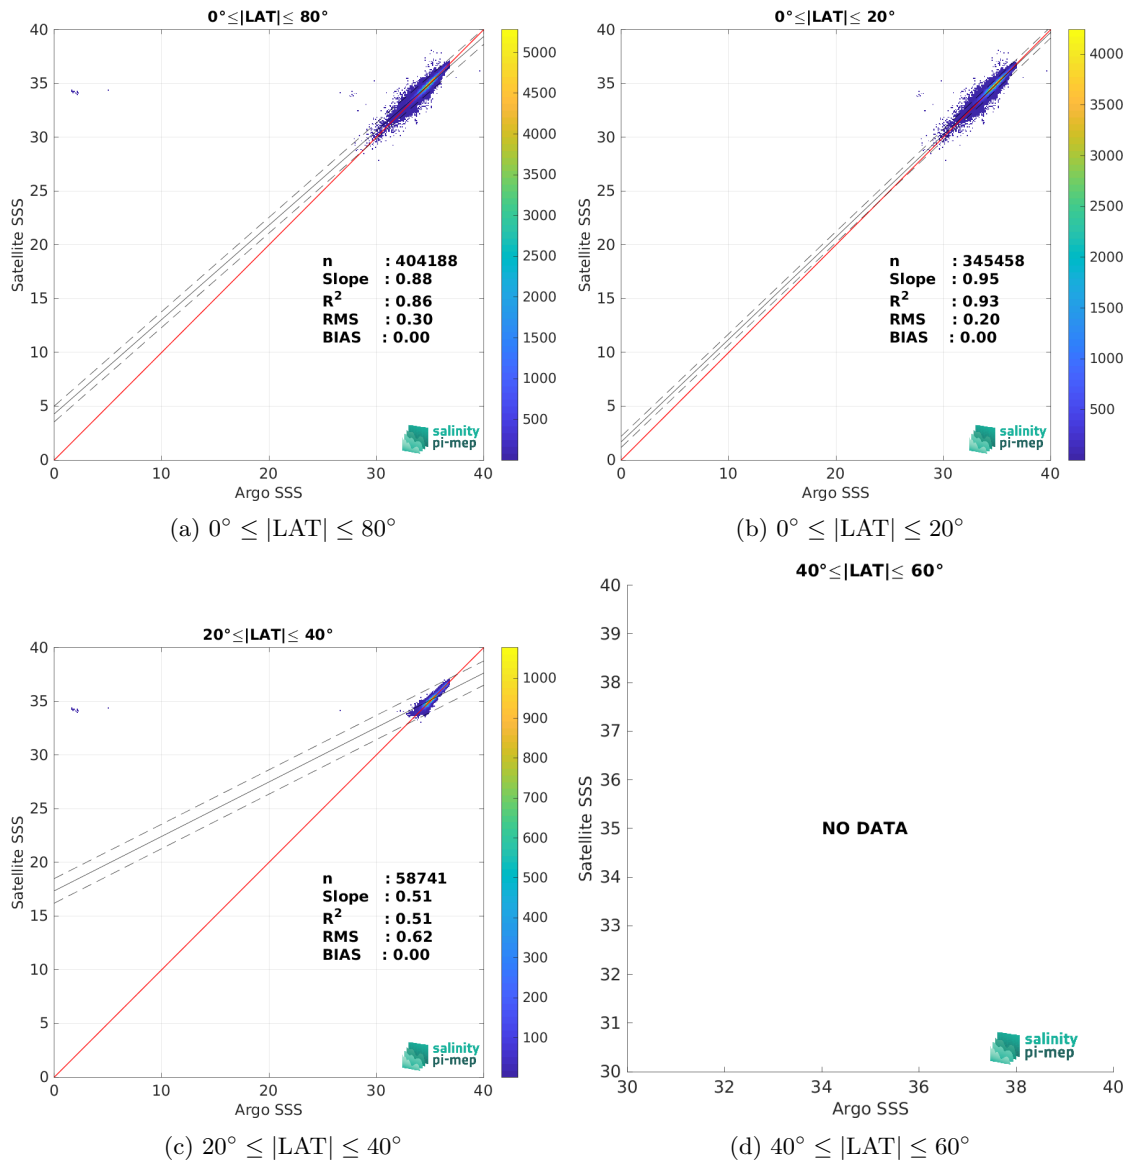 0°≤|LAT|≤ 80°
40
35
30
25
20
15
10
5
0
Satellite SSS
n : 404188
Slope : 0.88
R² : 0.86
RMS : 0.30
BIAS : 0.00
salinity
pi-mep
0 10 20 30 40
Argo SSS
5000
4500
4000
3500
3000
2500
2000
1500
1000
500
(a) 0° ≤ |LAT| ≤ 80°
0°≤|LAT|≤ 20°
40
35
30
25
20
15
10
5
0
Satellite SSS
n : 345458
Slope : 0.95
R² : 0.93
RMS : 0.20
BIAS : 0.00
salinity
pi-mep
0 10 20 30 40
Argo SSS
4000
3500
3000
2500
2000
1500
1000
500
(b) 0° ≤ |LAT| ≤ 20°
20°≤|LAT|≤ 40°
40
35
30
25
20
15
10
5
0
Satellite SSS
n : 58741
Slope : 0.51
R² : 0.51
RMS : 0.62
BIAS : 0.00
salinity
pi-mep
0 10 20 30 40
Argo SSS
1000
900
800
700
600
500
400
300
200
100
(c) 20° ≤ |LAT| ≤ 40°
40°≤|LAT|≤ 60°
40
39
38
37
36
35
34
33
32
31
30
Satellite SSS
NO DATA
salinity
pi-mep
30 32 34 36 38 40
Argo SSS
(d) 40° ≤ |LAT| ≤ 60°